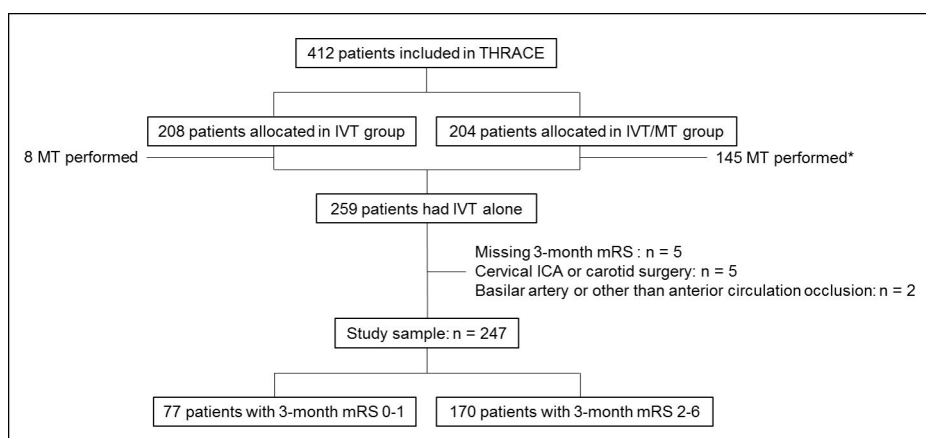 412 patients included in THRACE
208 patients allocated in IVT group
204 patients allocated in IVT/MT group
8 MT performed
145 MT performed*
259 patients had IVT alone
Missing 3-month mRS : n = 5
Cervical ICA or carotid surgery: n = 5
Basilar artery or other than anterior circulation occlusion: n = 2
Study sample: n = 247
77 patients with 3-month mRS 0-1
170 patients with 3-month mRS 2-6